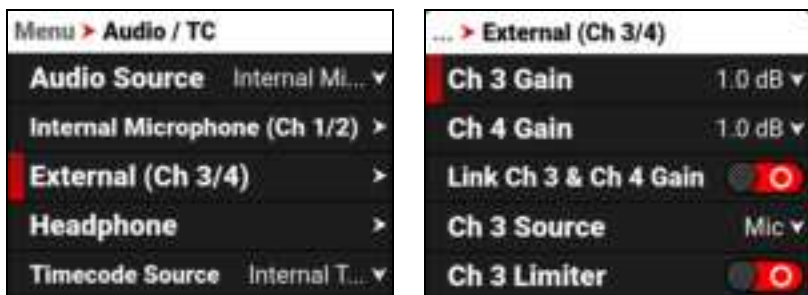 Menu > Audio / TC
Audio Source Internal Mi...
Internal Microphone (Ch 1/2) >
External (Ch 3/4) >
Headphone >
Timecode Source Internal T...
... > External (Ch 3/4)
Ch 3 Gain 1.0 dB
Ch 4 Gain 1.0 dB
Link Ch 3 & Ch 4 Gain
Ch 3 Source Mic
Ch 3 Limiter